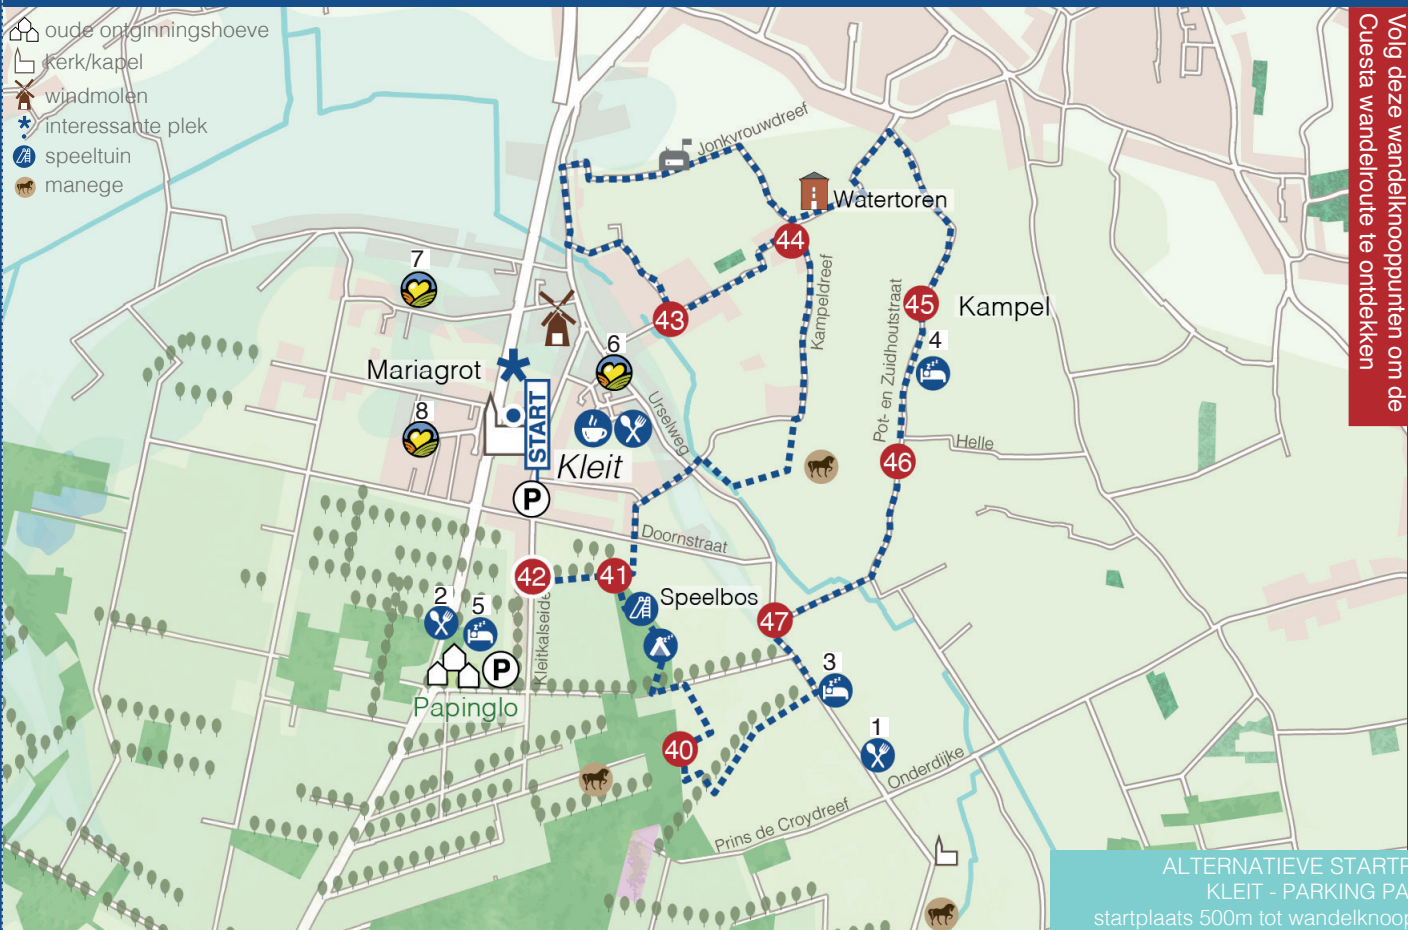 oude ontginningshoeve
kerk/kapel
windmolen
interessante plek
speeltuin
manege
Volg deze wandelknooppunten om de
Cuesta wandelroute te ontdekken
Jonkvrouwdreef
Watertoren
44
7
Kampeldreef
Pot- en Zuidhoutstraat
45
Kampel
43
4
6
Mariagrot
8
START
Urselweg
Helle
Kleit
46
P
Doornstraat
42
41
2
5
Speelbos
47
Kleitkalseide
P
3
Papinglo
40
1
Onderdijke
Prins de Croydreef
ALTERNATIEVE
KLEIT - PARKING
startplaats 500m tot